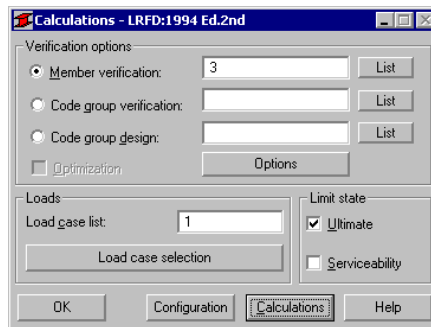 Calculations - LRFD:1994 Ed.2nd
Verification options
Member verification: 3 List
Code group verification: List
Code group design: List
Optimization Options
Loads
Load case list: 1
Load case selection
Limit state
Ultimate
Serviceability
OK Configuration Calculations Help